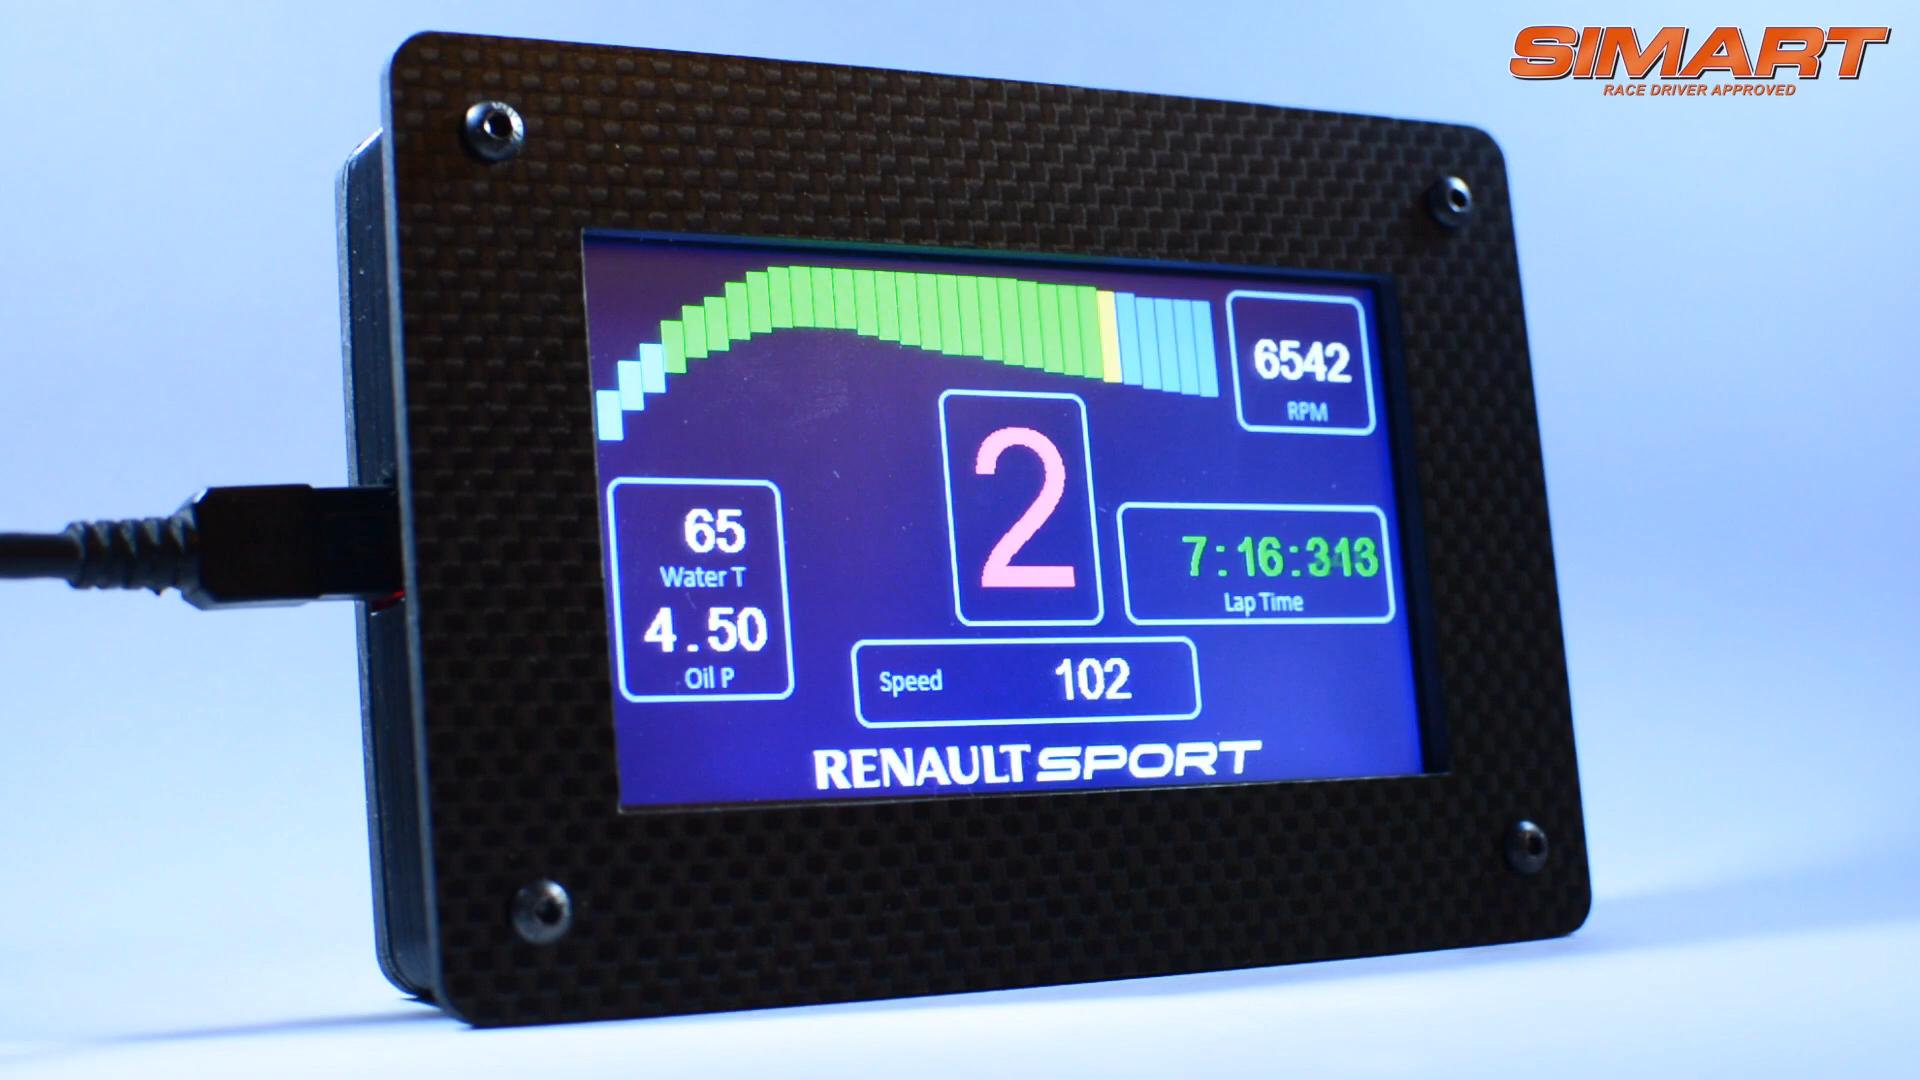 SIMART
RACE DRIVER APPROVED
6542
RPM
2
65
Water T
4.50
Oil P
7:16:313
Lap Time
Speed 102
RENAULT SPORT